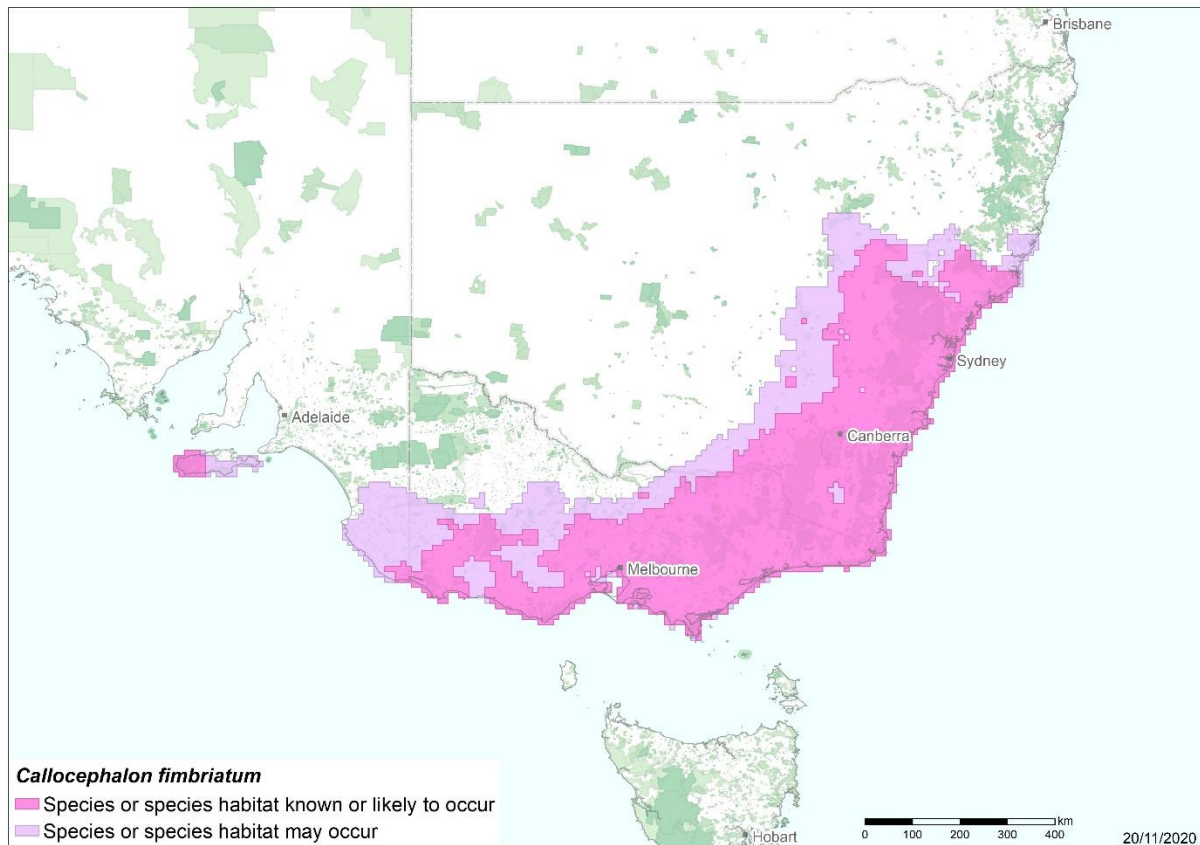 Brisbane
Sydney
Adelaide
Canberra
Melbourne
Callocephalon fimbriatum
Species or species habitat known or likely to occur
Species or species habitat may occur
Hobart
km
0 100 200 300 400
20/11/2020